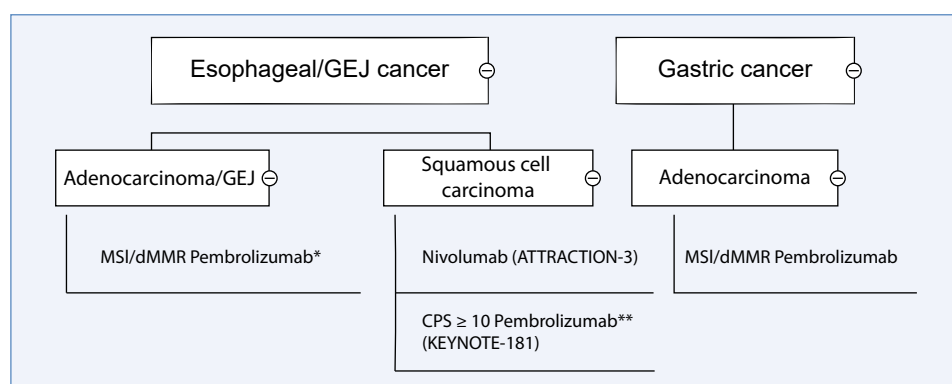 Esophageal/GEJ cancer
Gastric cancer
Adenocarcinoma/GEJ
Squamous cell
carcinoma
Adenocarcinoma
MSI/dMMR Pembrolizumab*
Nivolumab (ATTRACTION-3)
MSI/dMMR Pembrolizumab
CPS ≥ 10 Pembrolizumab**
(KEYNOTE-181)